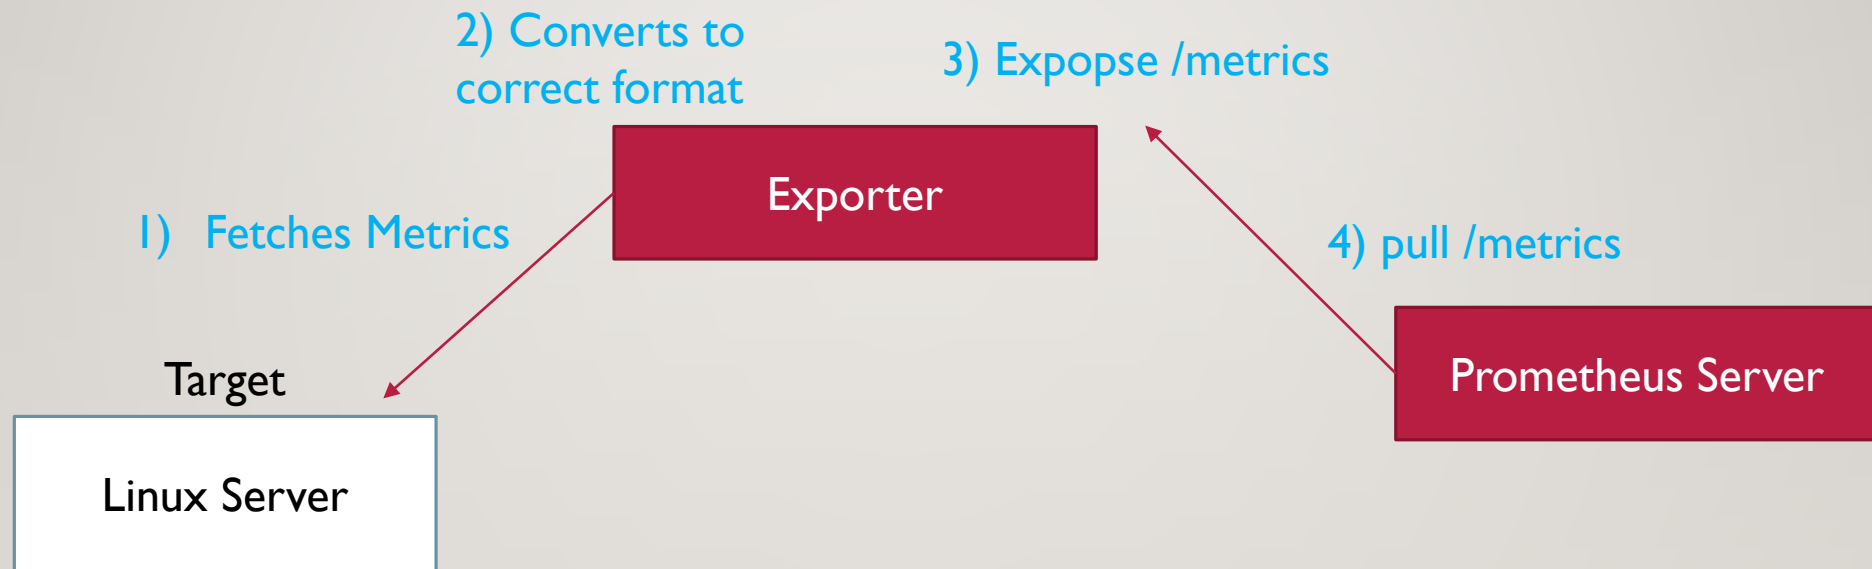 2) Converts to
correct format
3) Expopse /metrics
Exporter
1) Fetches Metrics
4) pull /metrics
Target
Prometheus Server
Linux Server